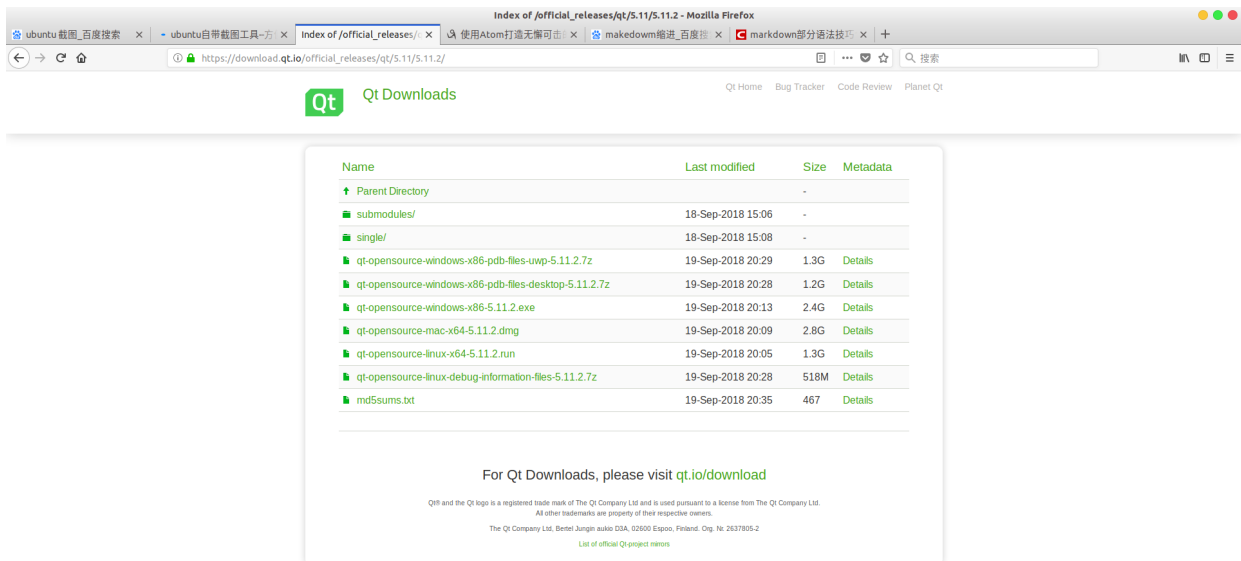 Index of /official_releases/qt/5.11/5.11.2 - Mozilla Firefox
ubuntu 截图_百度搜索
ubuntu自带截图工具--方
Index of /official_releases/
使用Atom打造无懈可击
makedowm缩进_百度搜
markdown部分语法技巧
https://download.qt.io/official_releases/qt/5.11/5.11.2/
搜索
Qt
Qt Downloads
Qt Home Bug Tracker Code Review Planet Qt
Name Last modified Size Metadata
Parent Directory -
submodules/ 18-Sep-2018 15:06 -
single/ 18-Sep-2018 15:08 -
qt-opensource-windows-x86-pdb-files-uwp-5.11.2.7z 19-Sep-2018 20:29 1.3G Details
qt-opensource-windows-x86-pdb-files-desktop-5.11.2.7z 19-Sep-2018 20:28 1.2G Details
qt-opensource-windows-x86-5.11.2.exe 19-Sep-2018 20:13 2.4G Details
qt-opensource-mac-x64-5.11.2.dmg 19-Sep-2018 20:09 2.8G Details
qt-opensource-linux-x64-5.11.2.run 19-Sep-2018 20:05 1.3G Details
qt-opensource-linux-debug-information-files-5.11.2.7z 19-Sep-2018 20:28 518M Details
md5sums.txt 19-Sep-2018 20:35 467 Details
For Qt Downloads, please visit qt.io/download
Qt® and the Qt logo is a registered trade mark of The Qt Company Ltd and is used pursuant to a license from The Qt Company Ltd.
All other trademarks are property of their respective owners.
The Qt Company Ltd, Bertel Jungin aukio D3A, 02600 Espoo, Finland. Org. Nr. 2637805-2
List of official Qt-project mirrors